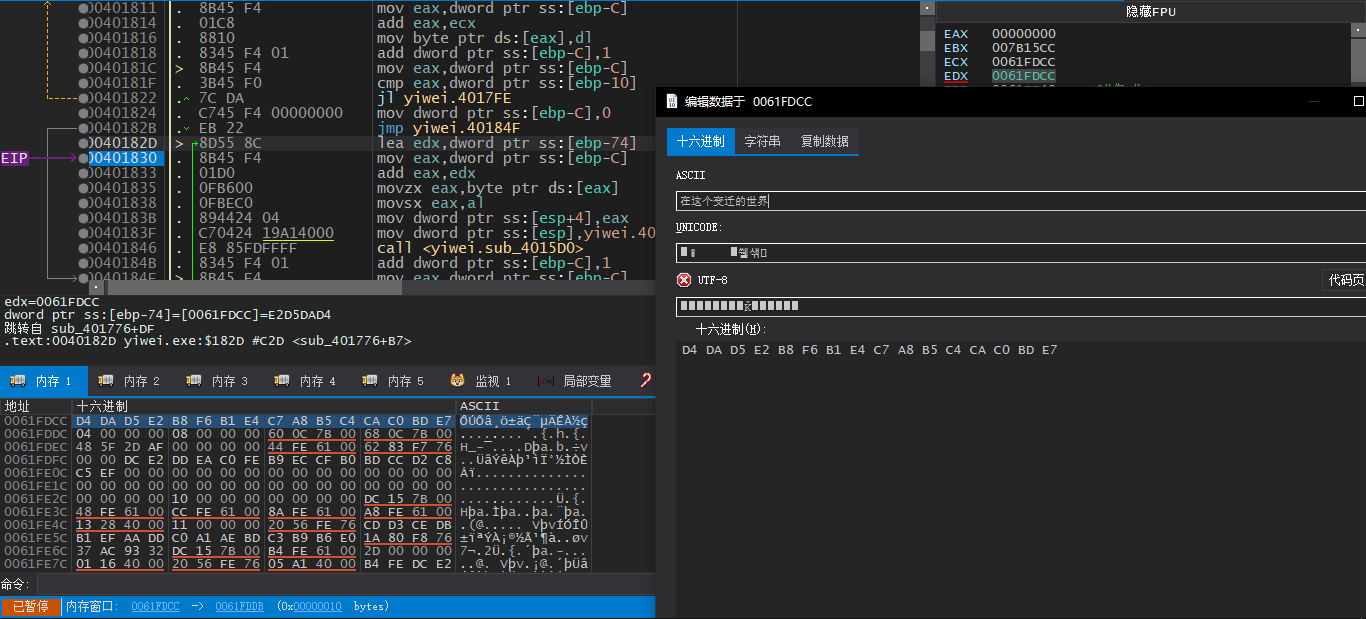 00401811 8B45 F4 mov eax,dword ptr ss:[ebp-C]
00401814 . 01C8 add eax,ecx
00401816 . 8810 mov byte ptr ds:[eax],dl
00401818 . 8345 F4 01 add dword ptr ss:[ebp-C],1
0040181C > 8B45 F4 mov eax,dword ptr ss:[ebp-C]
0040181F . 3B45 F0 cmp eax,dword ptr ss:[ebp-10]
00401822 .^ 7C DA jl yiwei.4017FE
00401824 . C745 F4 00000000 mov dword ptr ss:[ebp-C],0
0040182B . EB 22 jmp yiwei.40184F
0040182D > 8D55 8C lea edx,dword ptr ss:[ebp-74]
EIP 00401830 . 8B45 F4 mov eax,dword ptr ss:[ebp-C]
00401833 . 01D0 add eax,edx
00401835 . 0FB600 movzx eax,byte ptr ds:[eax]
00401838 . 0FBEC0 movsx eax,al
0040183B . 894424 04 mov dword ptr ss:[esp+4],eax
0040183F . C70424 19A14000 mov dword ptr ss:[esp],yiwei.40
00401846 . E8 85FDFFFF call <yiwei.sub_4015D0>
0040184B . 8345 F4 01 add dword ptr ss:[ebp-C],1
0040184F > 8B45 F4 mov eax,dword ptr ss:[ebp-C]
隐藏FPU
EAX 00000000
EBX 007B15CC
ECX 0061FDCC
EDX 0061FDCC
edx=0061FDCC
dword ptr ss:[ebp-74]=[0061FDCC]=E2D5DAD4
跳转自 sub_401776+DF
.text:0040182D yiwei.exe:$182D #C2D <sub_401776+B7>
内存 1 内存 2 内存 3 内存 4 内存 5 监视 1 局部变量
地址 十六进制 ASCII
0061FDCC D4 DA D5 E2 B8 F6 B1 E4 C7 A8 B5 C4 CA C0 BD E7 ÔÚÕâ¸ö±äÇ¨µÄÊÀ½ç
0061FDDC 04 00 00 00 08 00 00 00 60 0C 7B 00 68 0C 7B 00 ........`.{.h.{.
0061FDEC 48 5F 2D AF 00 00 00 00 44 FE 61 00 62 83 F7 76 H_-¯....Dþa.b.÷v
0061FDFC 00 00 DC E2 DD EA C0 FE B9 EC CF B0 BD CC D2 C8 ..ÜâÝêÀþ¹ìÏ°½ÌÒÈ
0061FE0C C5 EF 00 00 00 00 00 00 00 00 00 00 00 00 00 00 Åï..............
0061FE1C 00 00 00 00 00 00 00 00 00 00 00 00 00 00 00 00 ................
0061FE2C 00 00 00 00 10 00 00 00 00 00 00 00 DC 15 7B 00 ............Ü.{.
0061FE3C 48 FE 61 00 CC FE 61 00 8A FE 61 00 A8 FE 61 00 Hþa.Ìþa..þa.¨þa.
0061FE4C 13 28 40 00 11 00 00 00 20 56 FE 76 CD D3 CE DB .(@..... VþvÍÓÎÛ
0061FE5C B1 EF AA DD C0 A1 AE BD C3 B9 B6 E0 1A 80 F8 76 ±ïªÝÀ¡®½Ã¹¶à..øv
0061FE6C 37 AC 93 32 DC 15 7B 00 B4 FE 61 00 2D 00 00 00 7¬.2Ü.{.´þa.-...
0061FE7C 01 16 40 00 20 56 FE 76 05 A1 40 00 B4 FE DC E2 ..@. Vþv.¡@.´þÜâ
命令:
已暂停 内存窗口: 0061FDCC -> 0061FDDB (0x00000010 bytes)
编辑数据于 0061FDCC
十六进制 字符串 复制数据
ASCII
在这个变迁的世界
UNICODE:
UTF-8
代码页
十六进制(H):
D4 DA D5 E2 B8 F6 B1 E4 C7 A8 B5 C4 CA C0 BD E7